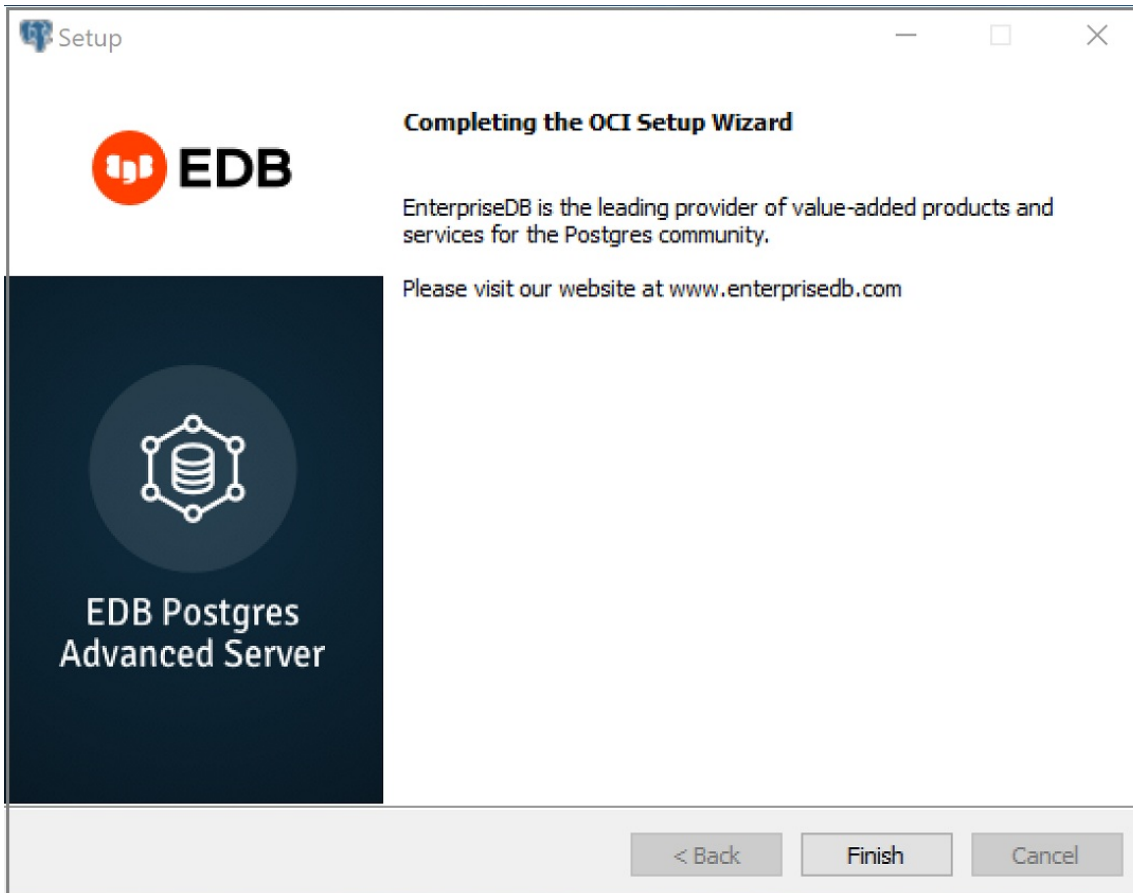 Setup
EDB
Completing the OCI Setup Wizard
EnterpriseDB is the leading provider of value-added products and
services for the Postgres community.
Please visit our website at www.enterprisedb.com
EDB Postgres
Advanced Server
< Back
Finish
Cancel